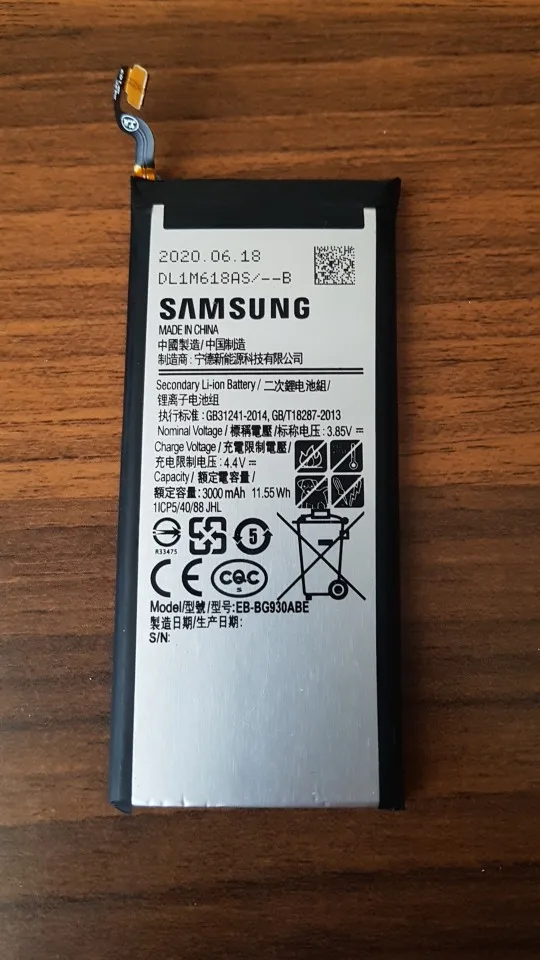 2020.06.18
DL1M618AS/--B
SAMSUNG
MADE IN CHINA
中國製造/中国制造
制造商：宁德新能源科技有限公司
Secondary Li-ion Battery / 二次鋰电池組/
锂离子电池组
执行标准：GB31241-2014, GB/T18287-2013
Nominal Voltage / 標稱電壓/标称电压：3.85V⎓
Charge Voltage / 充電限制電壓/
充电限制电压：4.4V⎓
Capacity / 額定電容量/
额定容量：3000 mAh 11.55 Wh
1ICP5/40/88 JHL
R33475
5
CE
CQC
S
Model/型號/型号:EB-BG930ABE
製造日期/生产日期:
S/N: